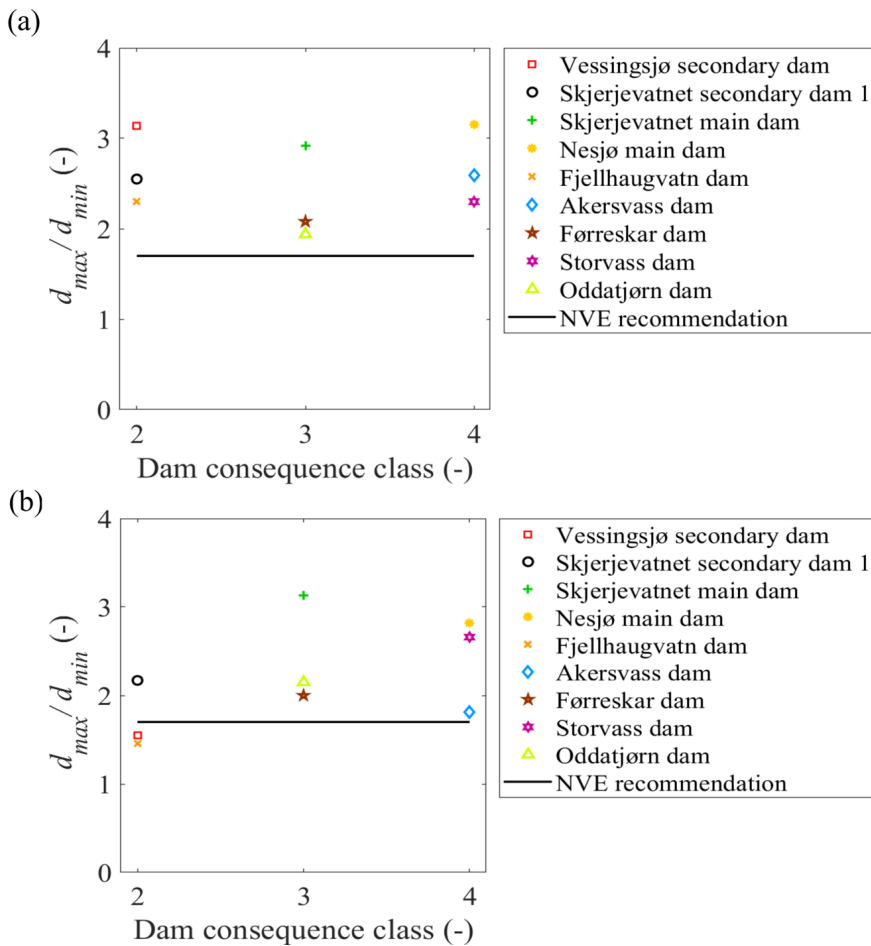 (a)
4
3
2
1
0
d_max / d_min (-)
2 3 4
Dam consequence class (-)
Vessingsjø secondary dam
Skjerjevatnet secondary dam 1
Skjerjevatnet main dam
Nesjø main dam
Fjellhaugvatn dam
Akersvass dam
Førreskar dam
Storvass dam
Oddatjørn dam
NVE recommendation
(b)
4
3
2
1
0
d_max / d_min (-)
2 3 4
Dam consequence class (-)
Vessingsjø secondary dam
Skjerjevatnet secondary dam 1
Skjerjevatnet main dam
Nesjø main dam
Fjellhaugvatn dam
Akersvass dam
Førreskar dam
Storvass dam
Oddatjørn dam
NVE recommendation